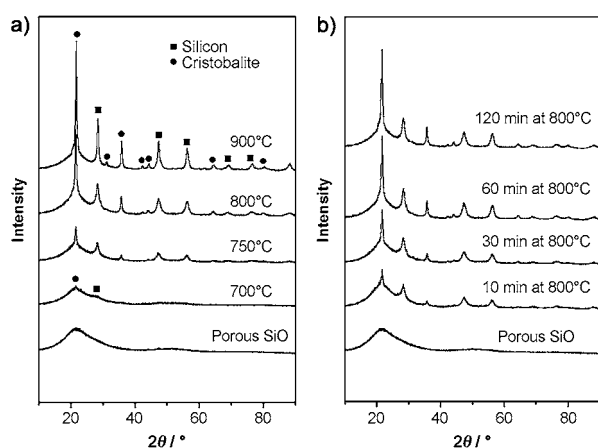 a)
■ Silicon
● Cristobalite
900°C
800°C
750°C
700°C
Porous SiO
Intensity
20 40 60 80
2θ / °
b)
120 min at 800°C
60 min at 800°C
30 min at 800°C
10 min at 800°C
Porous SiO
Intensity
20 40 60 80
2θ / °